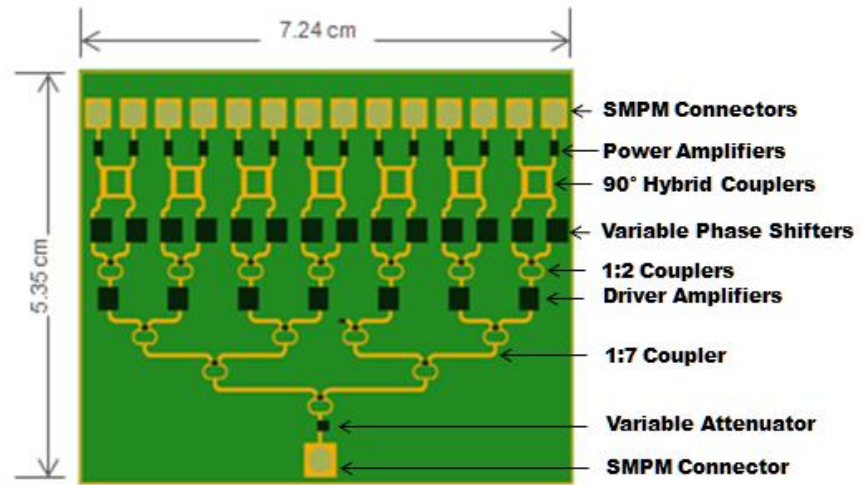 7.24 cm
SMPM Connectors
Power Amplifiers
90° Hybrid Couplers
Variable Phase Shifters
5.35 cm
1:2 Couplers
Driver Amplifiers
1:7 Coupler
Variable Attenuator
SMPM Connector